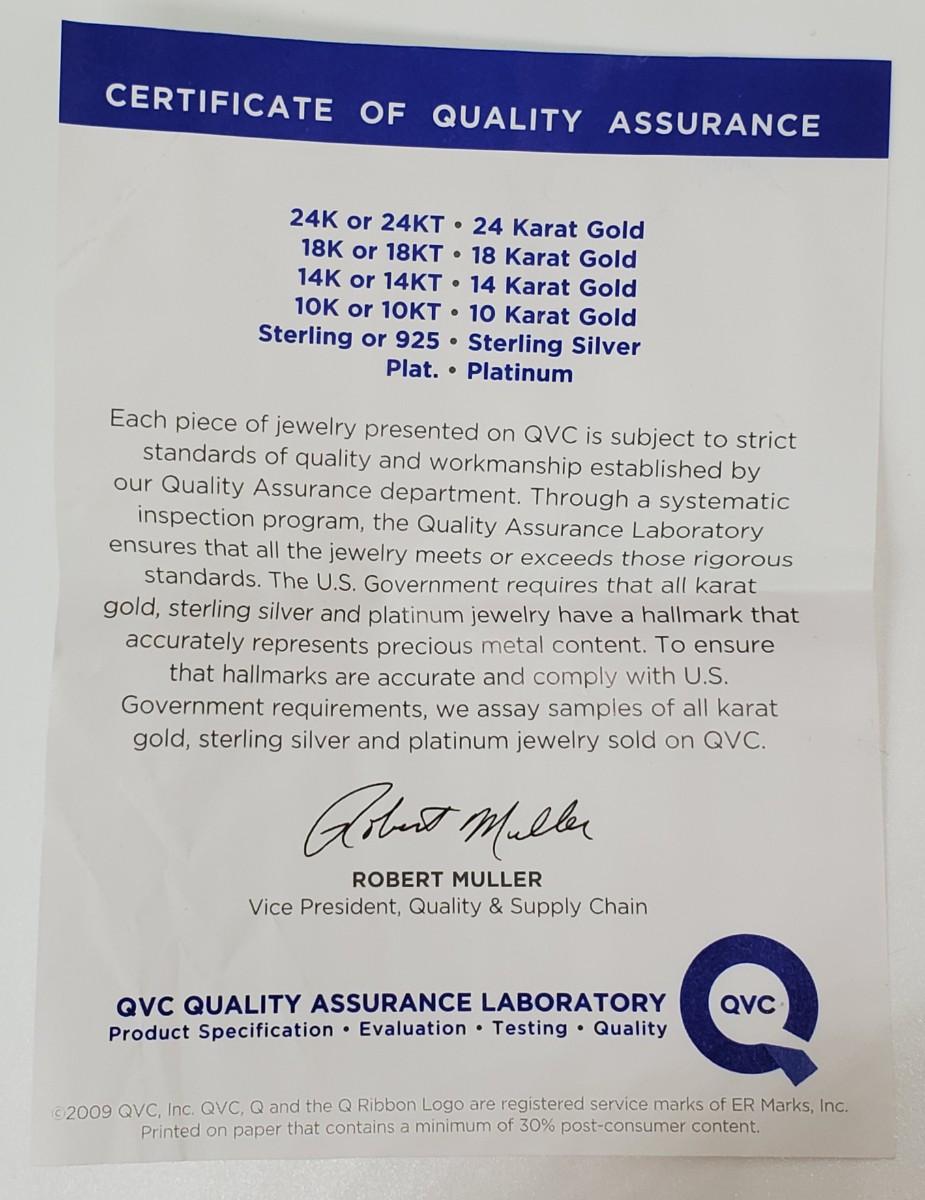 CERTIFICATE OF QUALITY ASSURANCE
24K or 24KT • 24 Karat Gold
18K or 18KT • 18 Karat Gold
14K or 14KT • 14 Karat Gold
10K or 10KT • 10 Karat Gold
Sterling or 925 • Sterling Silver
Plat. • Platinum
Each piece of jewelry presented on QVC is subject to strict
standards of quality and workmanship established by
our Quality Assurance department. Through a systematic
inspection program, the Quality Assurance Laboratory
ensures that all the jewelry meets or exceeds those rigorous
standards. The U.S. Government requires that all karat
gold, sterling silver and platinum jewelry have a hallmark that
accurately represents precious metal content. To ensure
that hallmarks are accurate and comply with U.S.
Government requirements, we assay samples of all karat
gold, sterling silver and platinum jewelry sold on QVC.
Robert Muller
ROBERT MULLER
Vice President, Quality & Supply Chain
QVC QUALITY ASSURANCE LABORATORY
Product Specification • Evaluation • Testing • Quality
QVC
©2009 QVC, Inc. QVC, Q and the Q Ribbon Logo are registered service marks of ER Marks, Inc.
Printed on paper that contains a minimum of 30% post-consumer content.